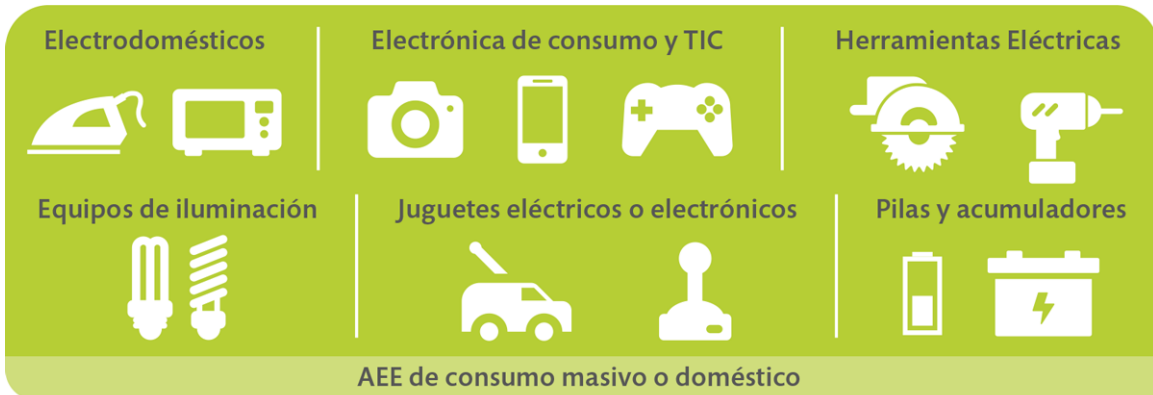 Electrodomésticos
Electrónica de consumo y TIC
Herramientas Eléctricas
Equipos de iluminación
Juguetes eléctricos o electrónicos
Pilas y acumuladores
AEE de consumo masivo o doméstico